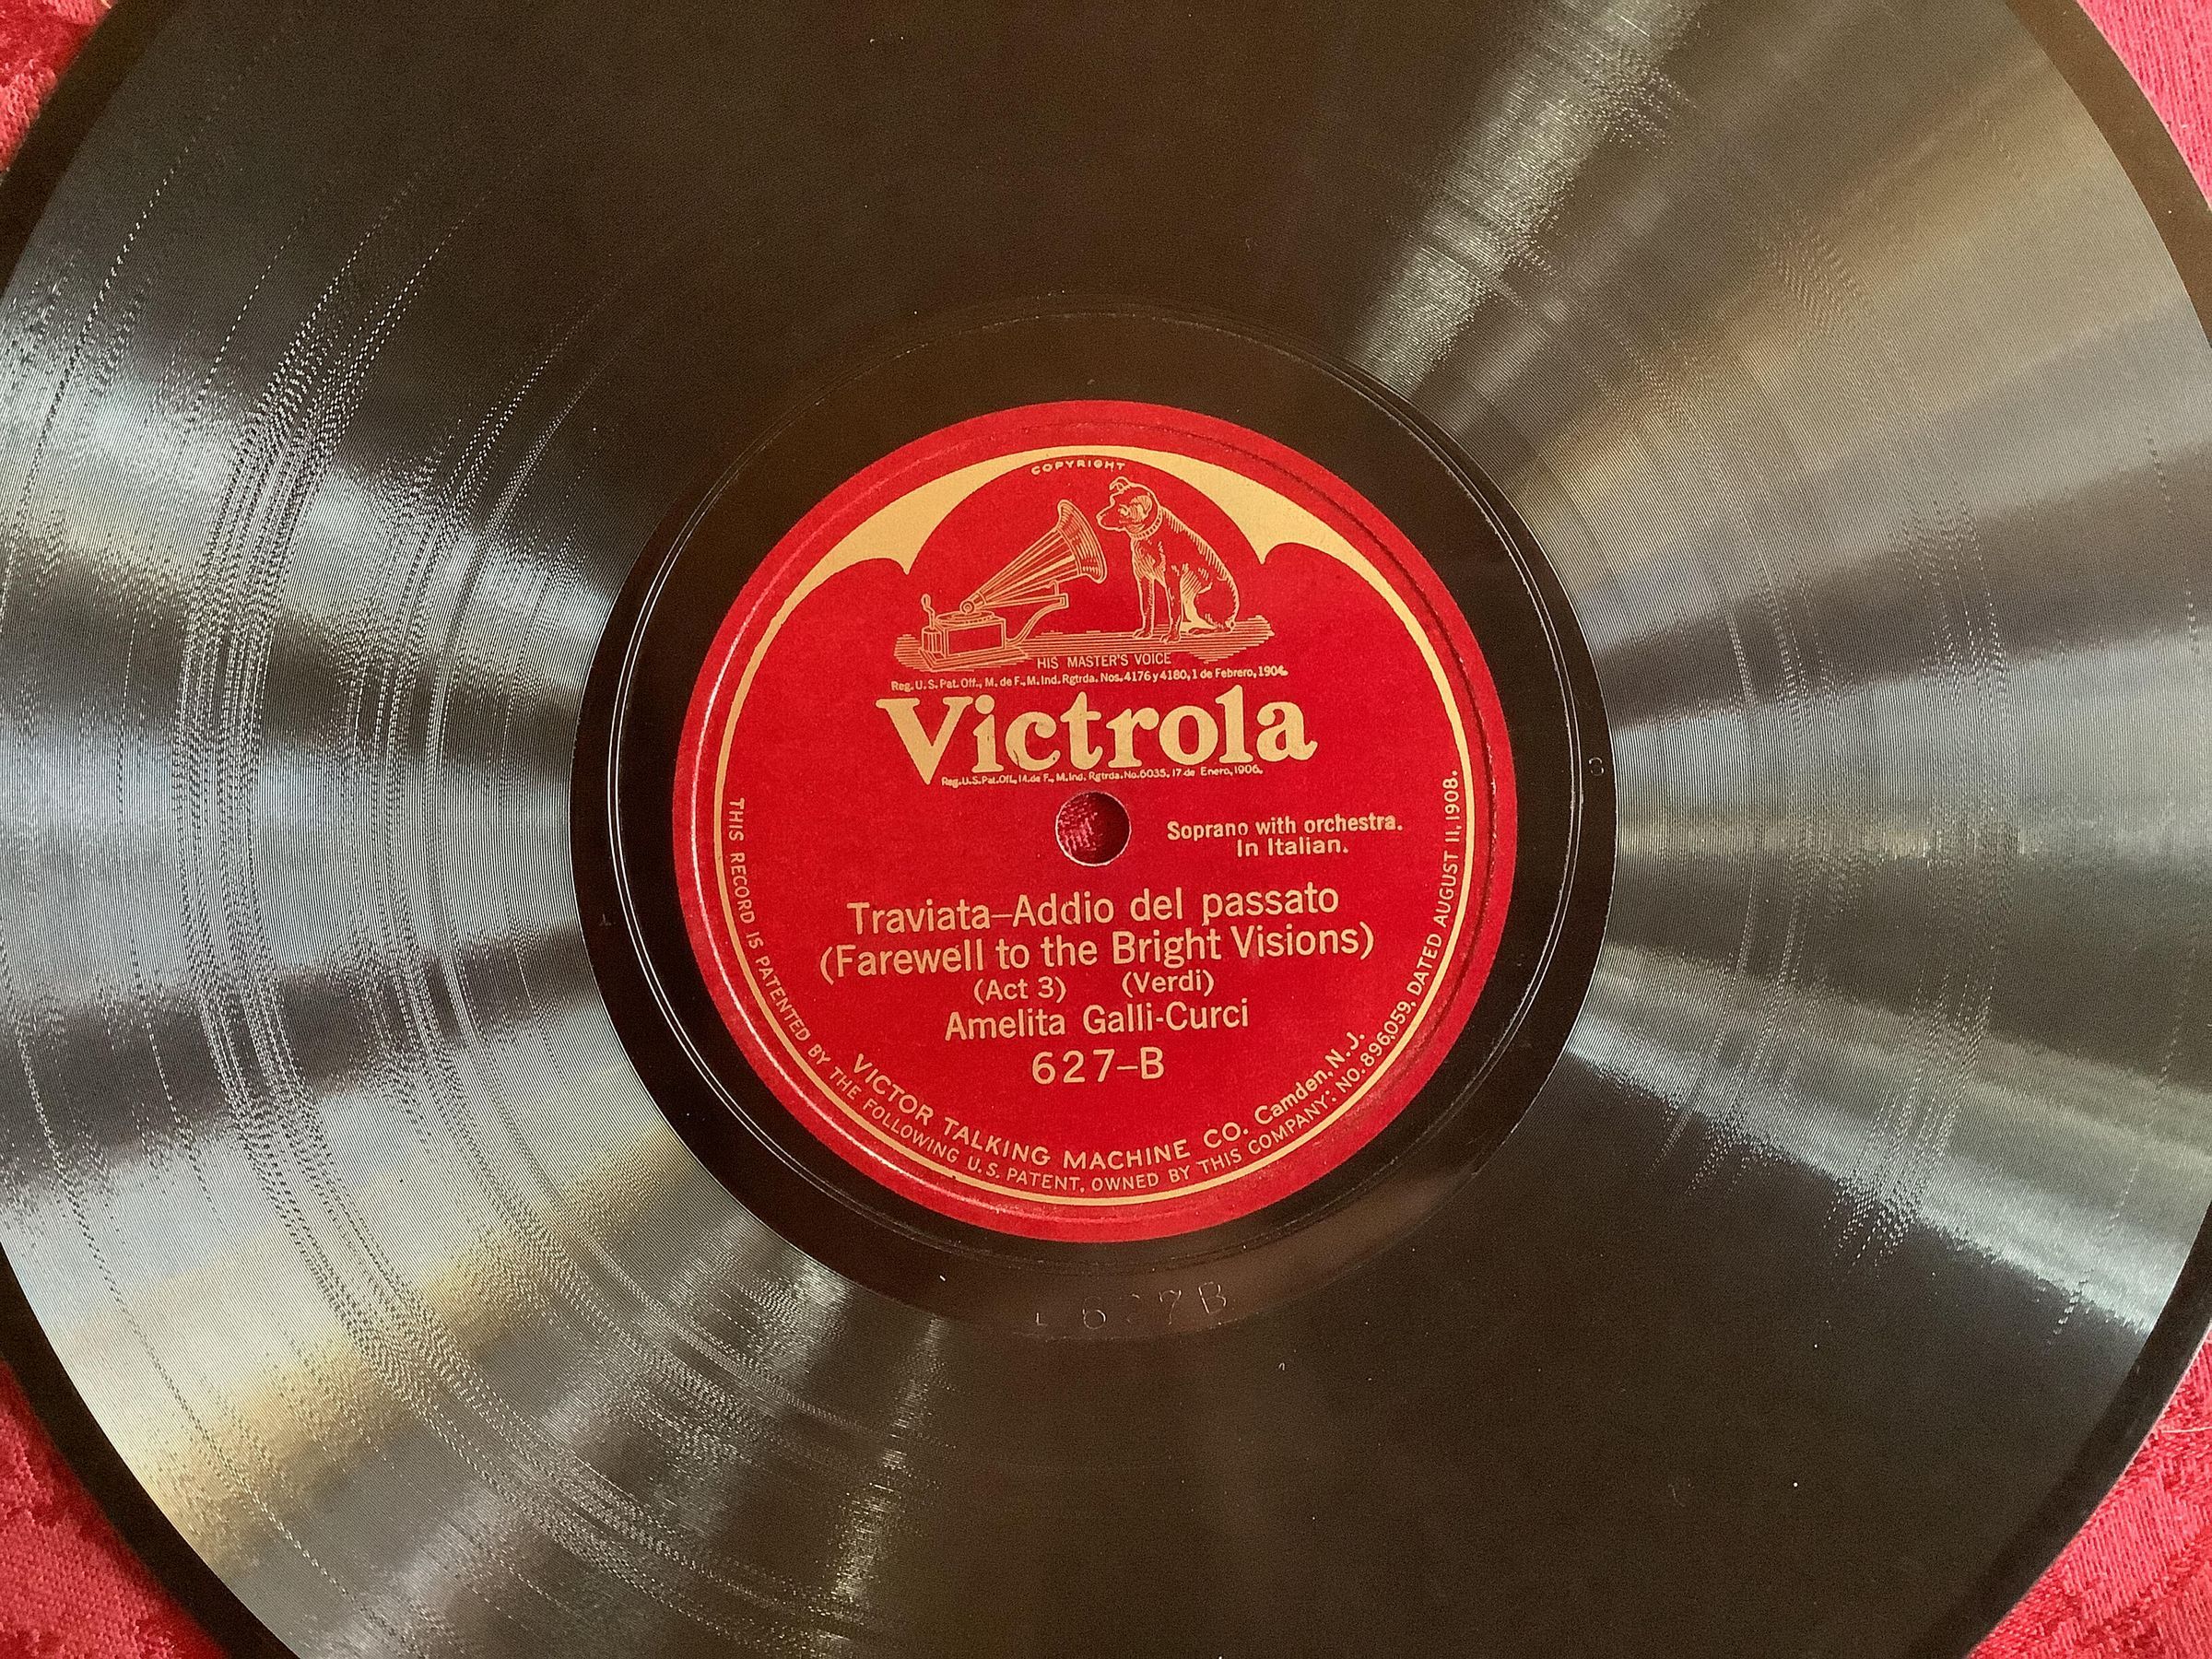 COPYRIGHT
HIS MASTER'S VOICE
Reg. U.S. Pat. Off., M. de F., M. Ind. Rgtrda. Nos. 4176 y 4180, 1 de Febrero, 1904.
Victrola
Reg. U.S. Pat. Off., M. de F., M. Ind. Rgtrda. No. 6035. 17 de Enero, 1906.
Soprano with orchestra.
In Italian.
Traviata–Addio del passato
(Farewell to the Bright Visions)
(Act 3) (Verdi)
Amelita Galli-Curci
627–B
VICTOR TALKING MACHINE CO. Camden, N.J.
THIS RECORD IS PATENTED BY THE FOLLOWING U.S. PATENT, OWNED BY THIS COMPANY: NO. 896,059, DATED AUGUST 11, 1908.